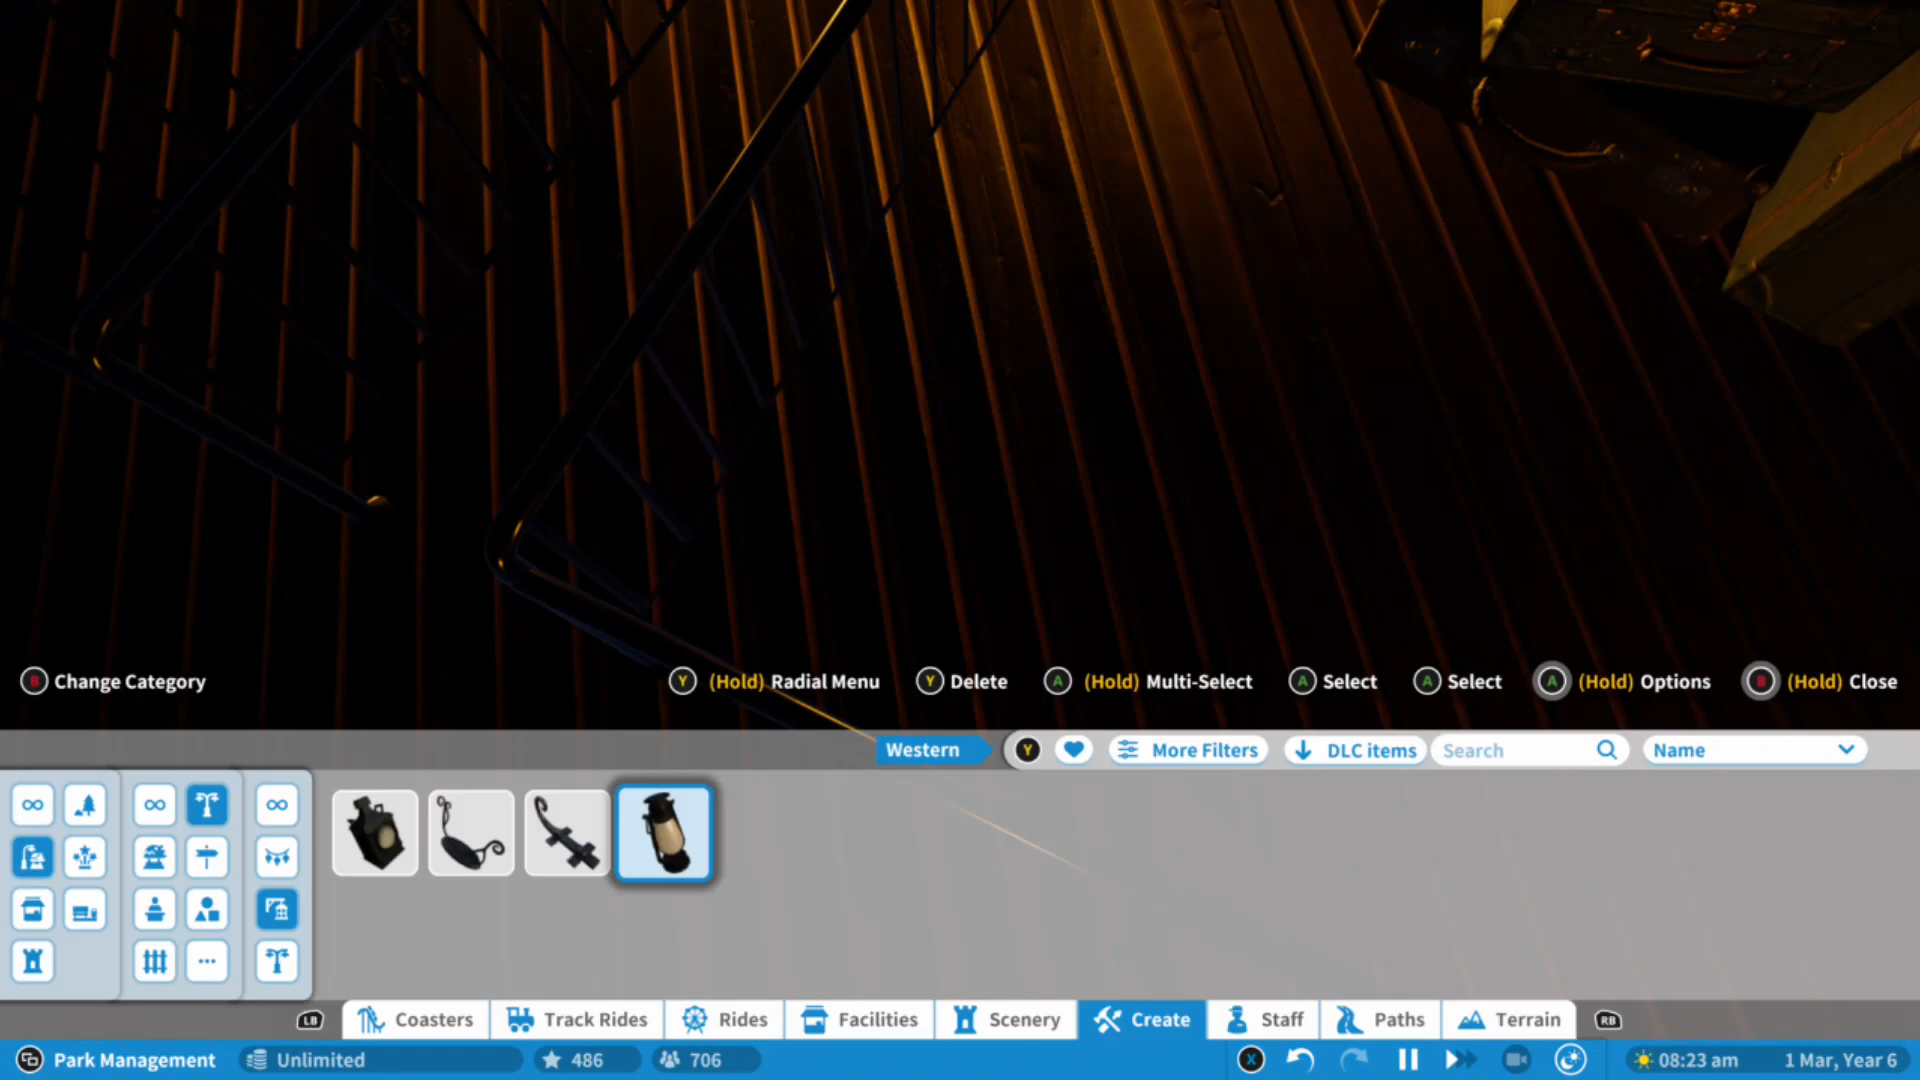 B Change Category
Y (Hold) Radial Menu Y Delete A (Hold) Multi-Select A Select A Select A (Hold) Options B (Hold) Close
Western Y More Filters DLC items Search Name
LB Coasters Track Rides Rides Facilities Scenery Create Staff Paths Terrain RB
Park Management Unlimited 486 706 X 08:23 am 1 Mar, Year 6